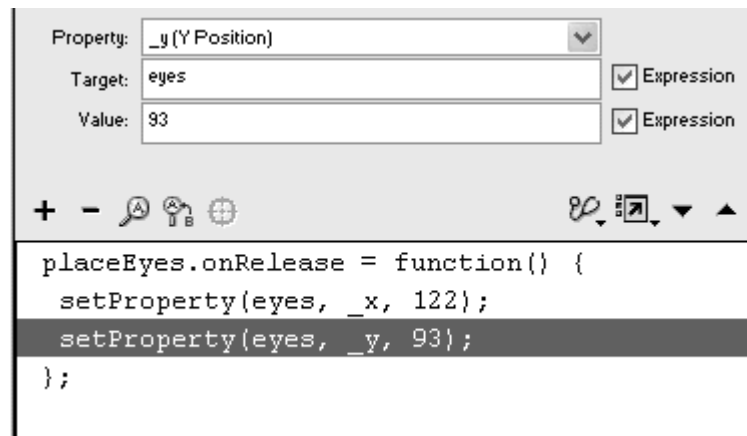 Property: _y (Y Position)
Target: eyes Expression
Value: 93 Expression
placeEyes.onRelease = function() {
setProperty(eyes, _x, 122);
setProperty(eyes, _y, 93);
};